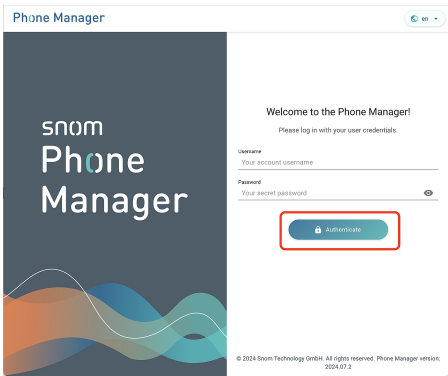 Phone Manager
en
snom
Phone
Manager
Welcome to the Phone Manager!
Please log in with your user credentials.
Username
Your account username
Password
Your secret password
Authenticate
© 2024 Snom Technology GmbH. All rights reserved. Phone Manager version:
2024.07.2